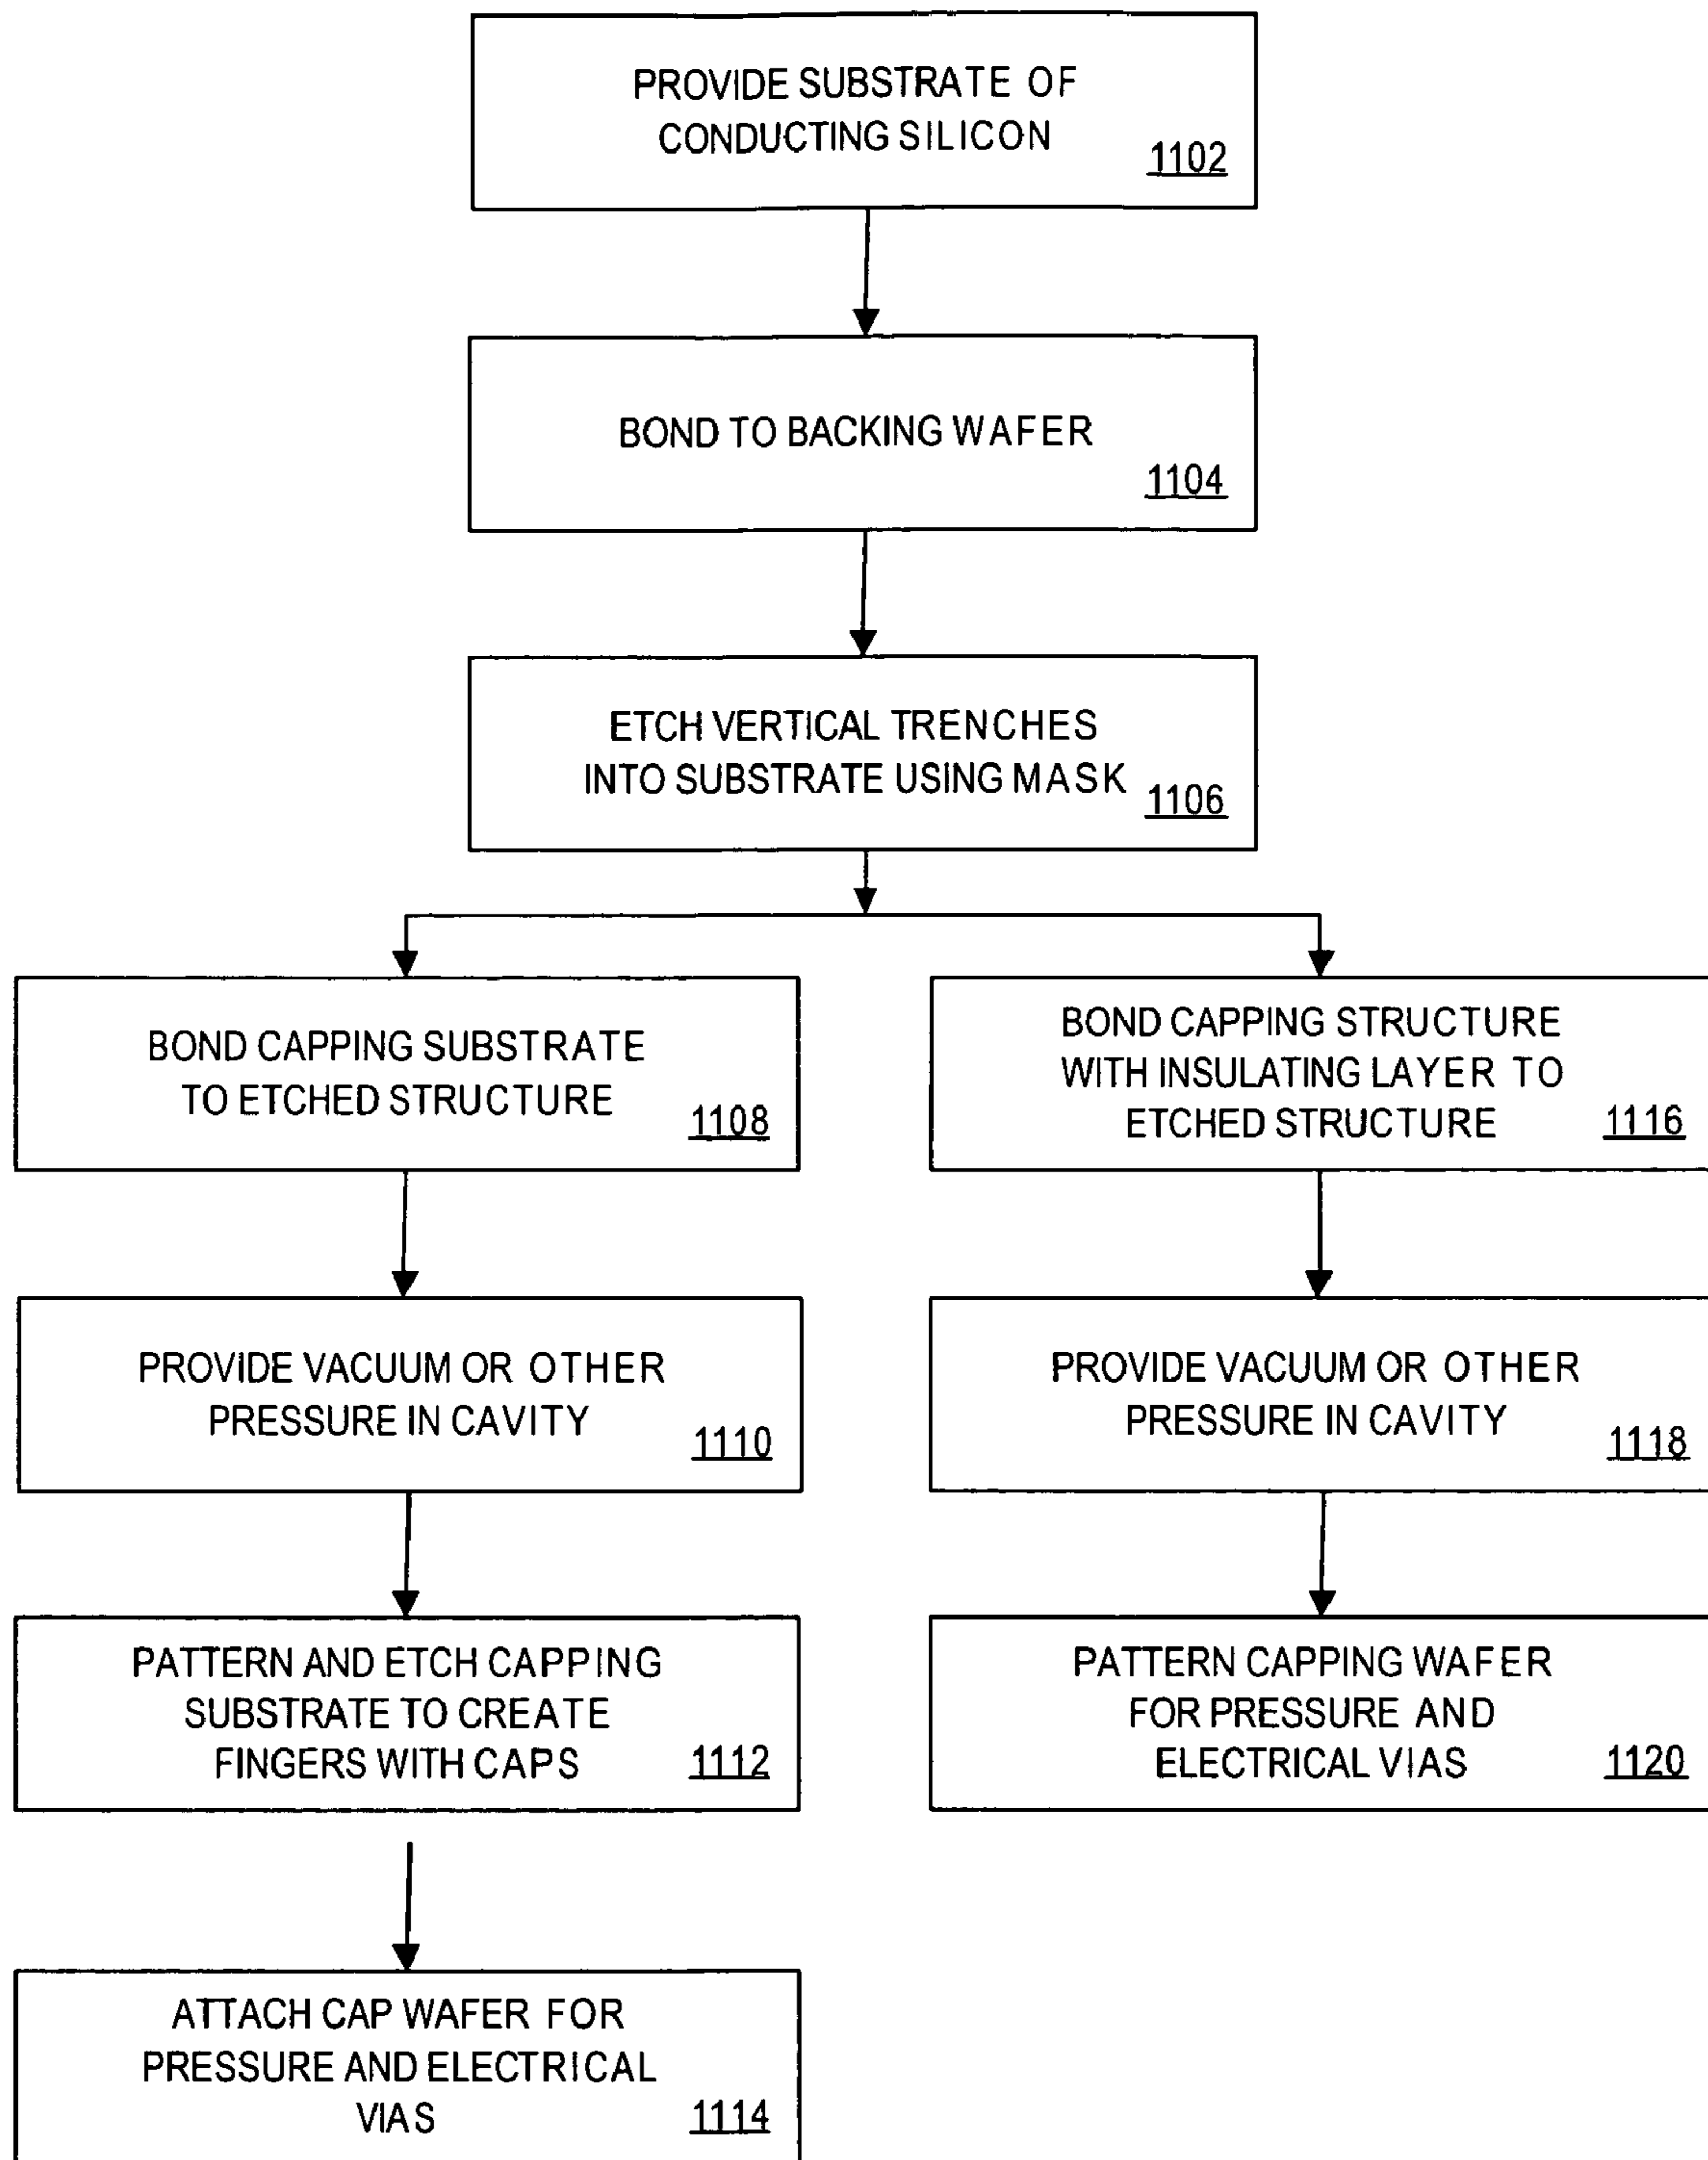 PROVIDE SUBSTRATE OF
CONDUCTING SILICON
1102
BOND TO BACKING WAFER
1104
ETCH VERTICAL TRENCHES
INTO SUBSTRATE USING MASK
1106
BOND CAPPING SUBSTRATE
TO ETCHED STRUCTURE
1108
PROVIDE VACUUM OR OTHER
PRESSURE IN CAVITY
1110
PATTERN AND ETCH CAPPING
SUBSTRATE TO CREATE
FINGERS WITH CAPS
1112
ATTACH CAP WAFER FOR
PRESSURE AND ELECTRICAL
VIAS
1114
BOND CAPPING STRUCTURE
WITH INSULATING LAYER TO
ETCHED STRUCTURE
1116
PROVIDE VACUUM OR OTHER
PRESSURE IN CAVITY
1118
PATTERN CAPPING WAFER
FOR PRESSURE AND
ELECTRICAL VIAS
1120